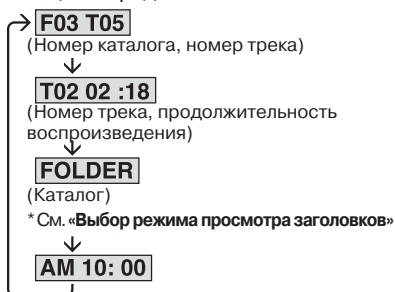 F03 T05
(Номер каталога, номер трека)
T02 02 :18
(Номер трека, продолжительность
воспроизведения)
FOLDER
(Каталог)
* См. «Выбор режима просмотра заголовков»
AM 10: 00